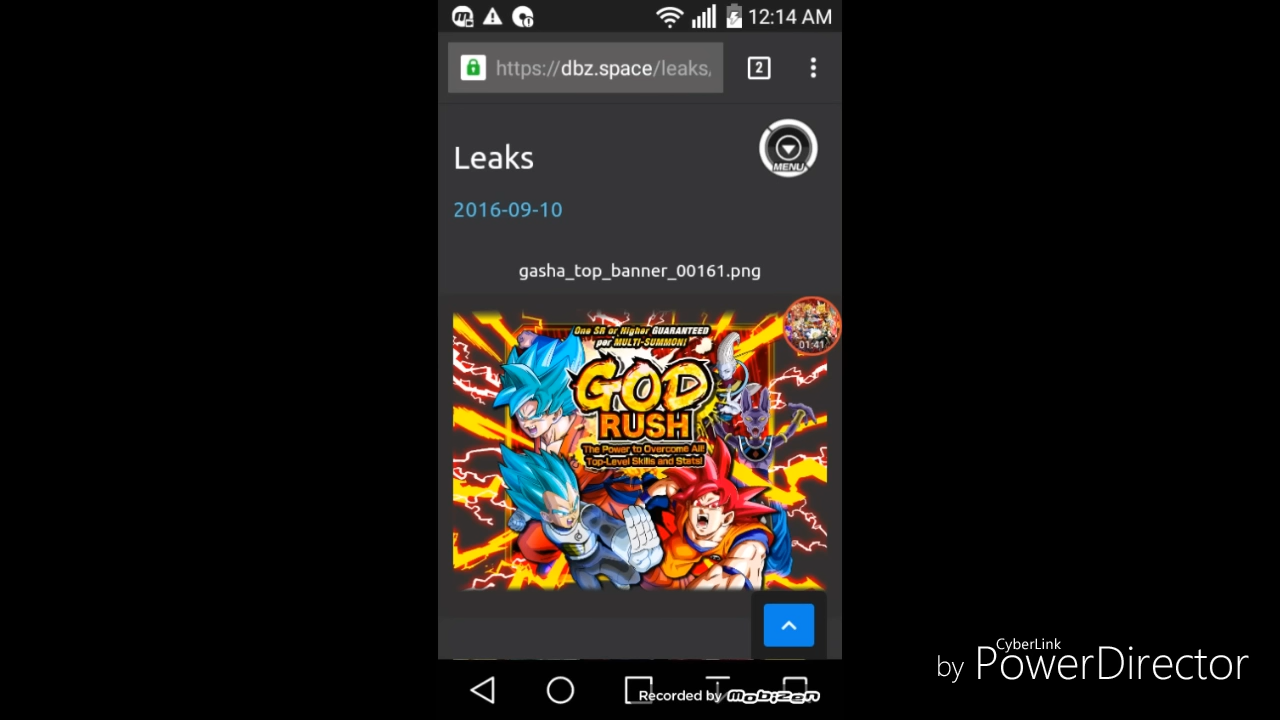 12:14 AM
https://dbz.space/leaks,
2
Leaks
MENU
2016-09-10
gasha_top_banner_00161.png
One SR or Higher GUARANTEED
per MULTI-SUMMON!
GOD
RUSH
The Power to Overcome All!
Top-Level Skills and Stats!
01:41
CyberLink
by PowerDirector
Recorded by Mobizen